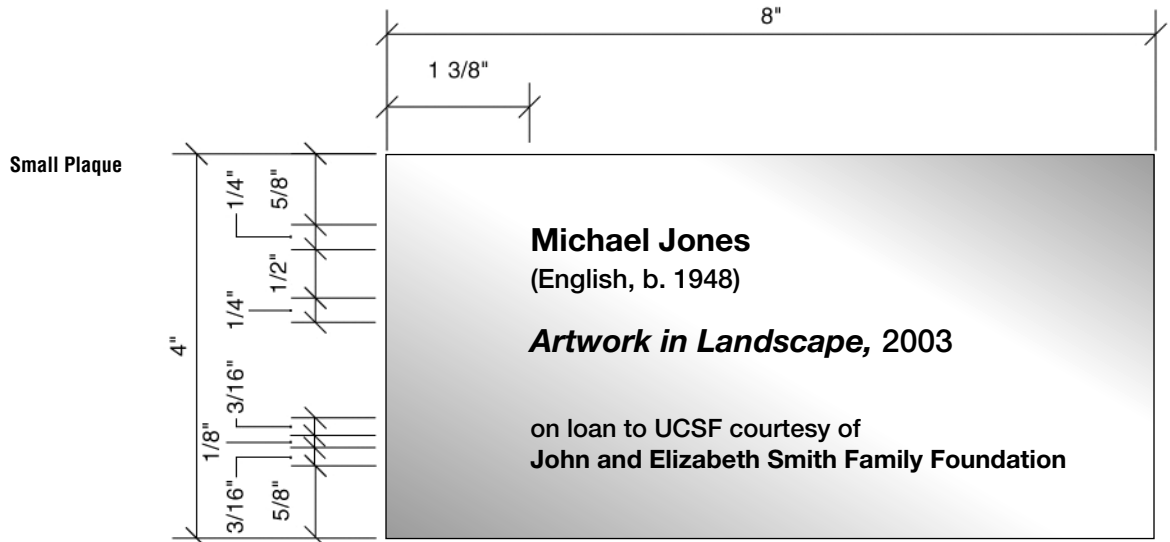 8"
1 3/8"
Small Plaque
1/4"
5/8"
1/2"
1/4"
4"
3/16"
1/8"
3/16"
5/8"
Michael Jones
(English, b. 1948)
Artwork in Landscape, 2003
on loan to UCSF courtesy of
John and Elizabeth Smith Family Foundation